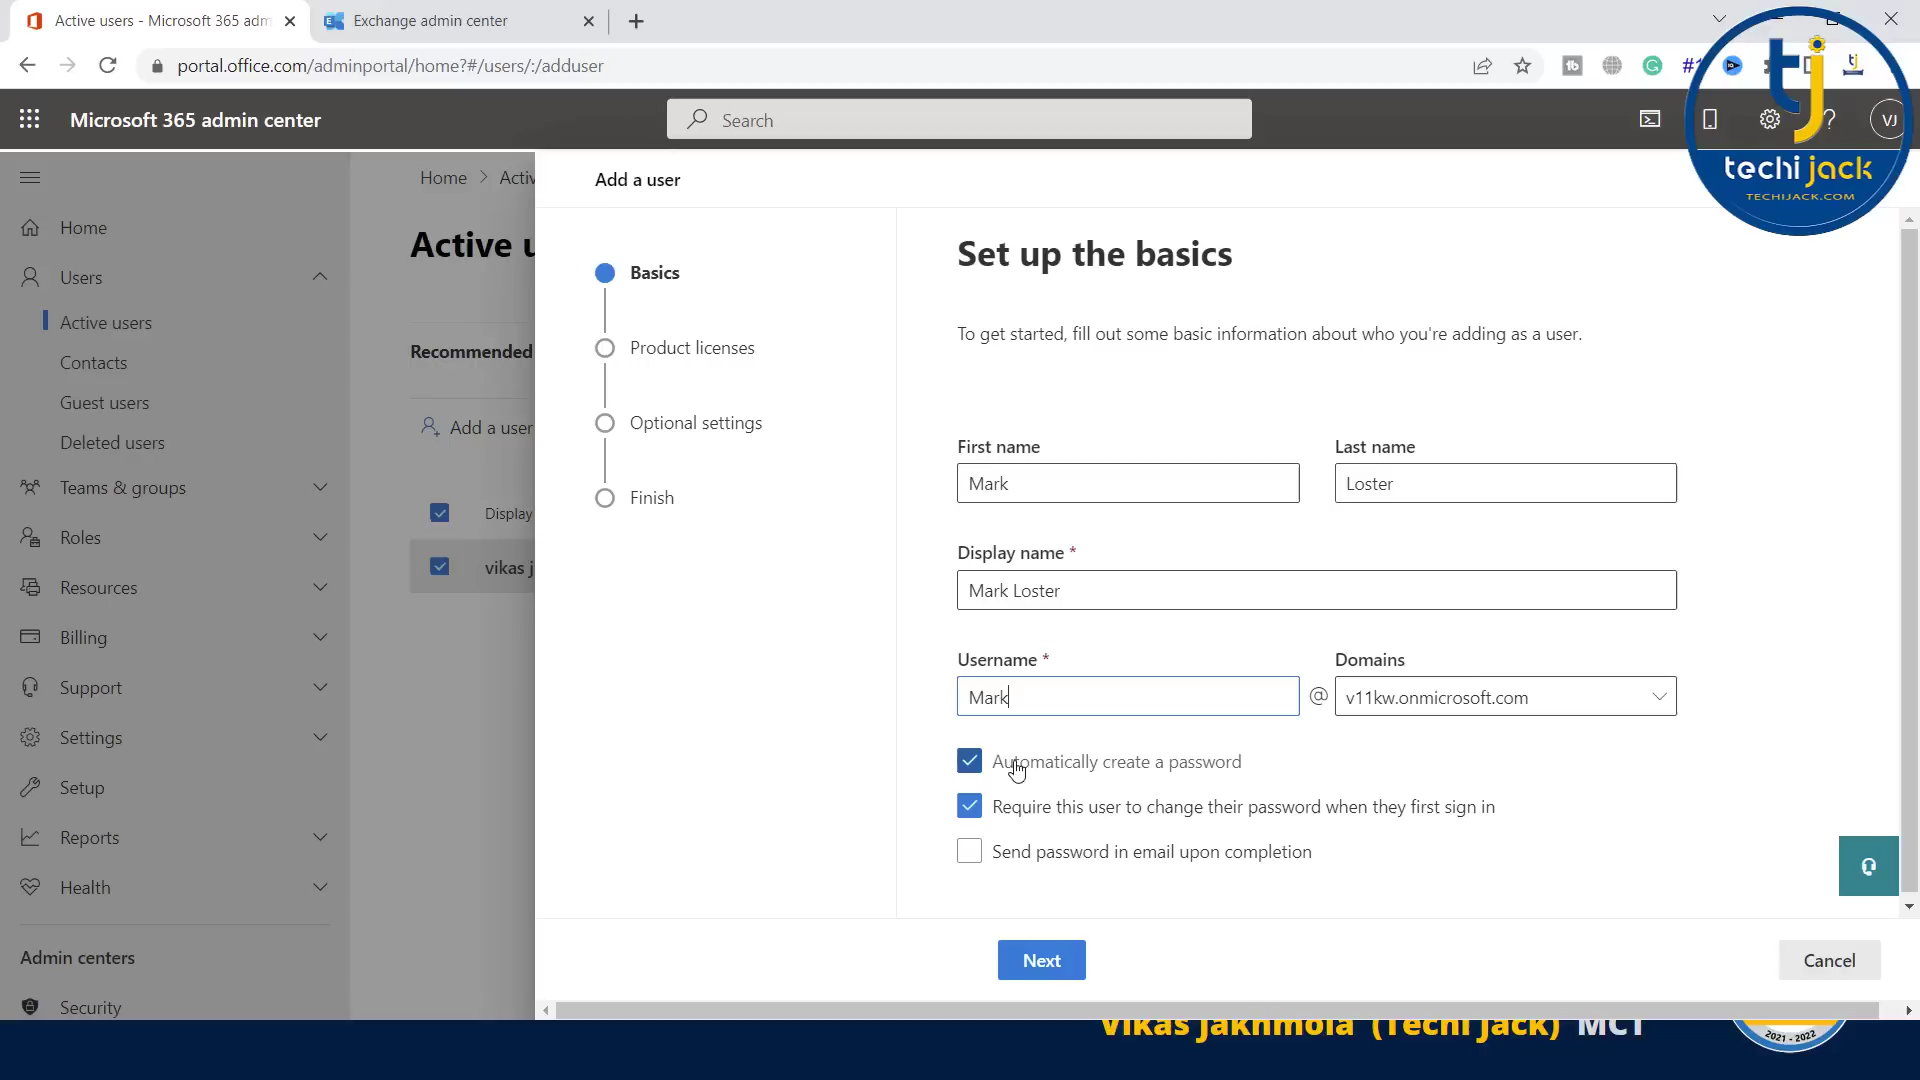 Active users - Microsoft 365 adm
Exchange admin center
portal.office.com/adminportal/home?#/users/:/adduser
Microsoft 365 admin center
Search
VJ
tj
techi jack
TECHIJACK.COM
Home
Users
Active users
Contacts
Guest users
Deleted users
Teams & groups
Roles
Resources
Billing
Support
Settings
Setup
Reports
Health
Admin centers
Security
Home > Activ
Active u
Recommended
Add a user
Display
vikas j
Add a user
Basics
Product licenses
Optional settings
Finish
Set up the basics
To get started, fill out some basic information about who you're adding as a user.
First name
Last name
Mark
Loster
Display name *
Mark Loster
Username *
Domains
Mark
@
v11kw.onmicrosoft.com
Automatically create a password
Require this user to change their password when they first sign in
Send password in email upon completion
Next
Cancel
Vikas Jakhmola (Techi Jack) MCT
2021 - 2022